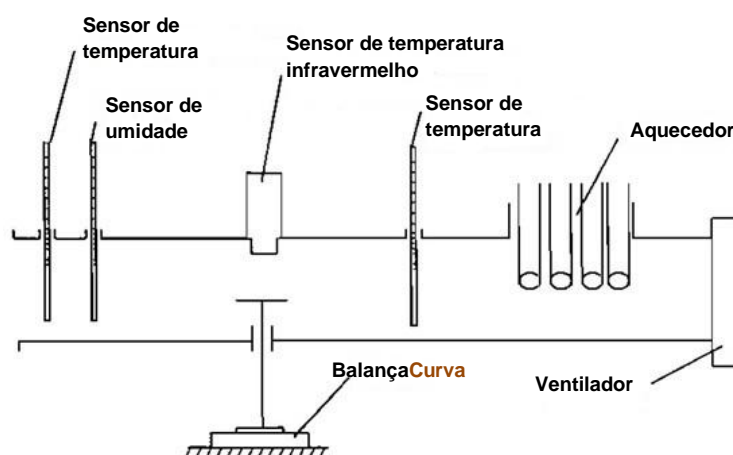 Sensor de
temperatura
Sensor de temperatura
infravermelho
Sensor de
umidade
Sensor de
temperatura
Aquecedor
BalançaCurva
Ventilador